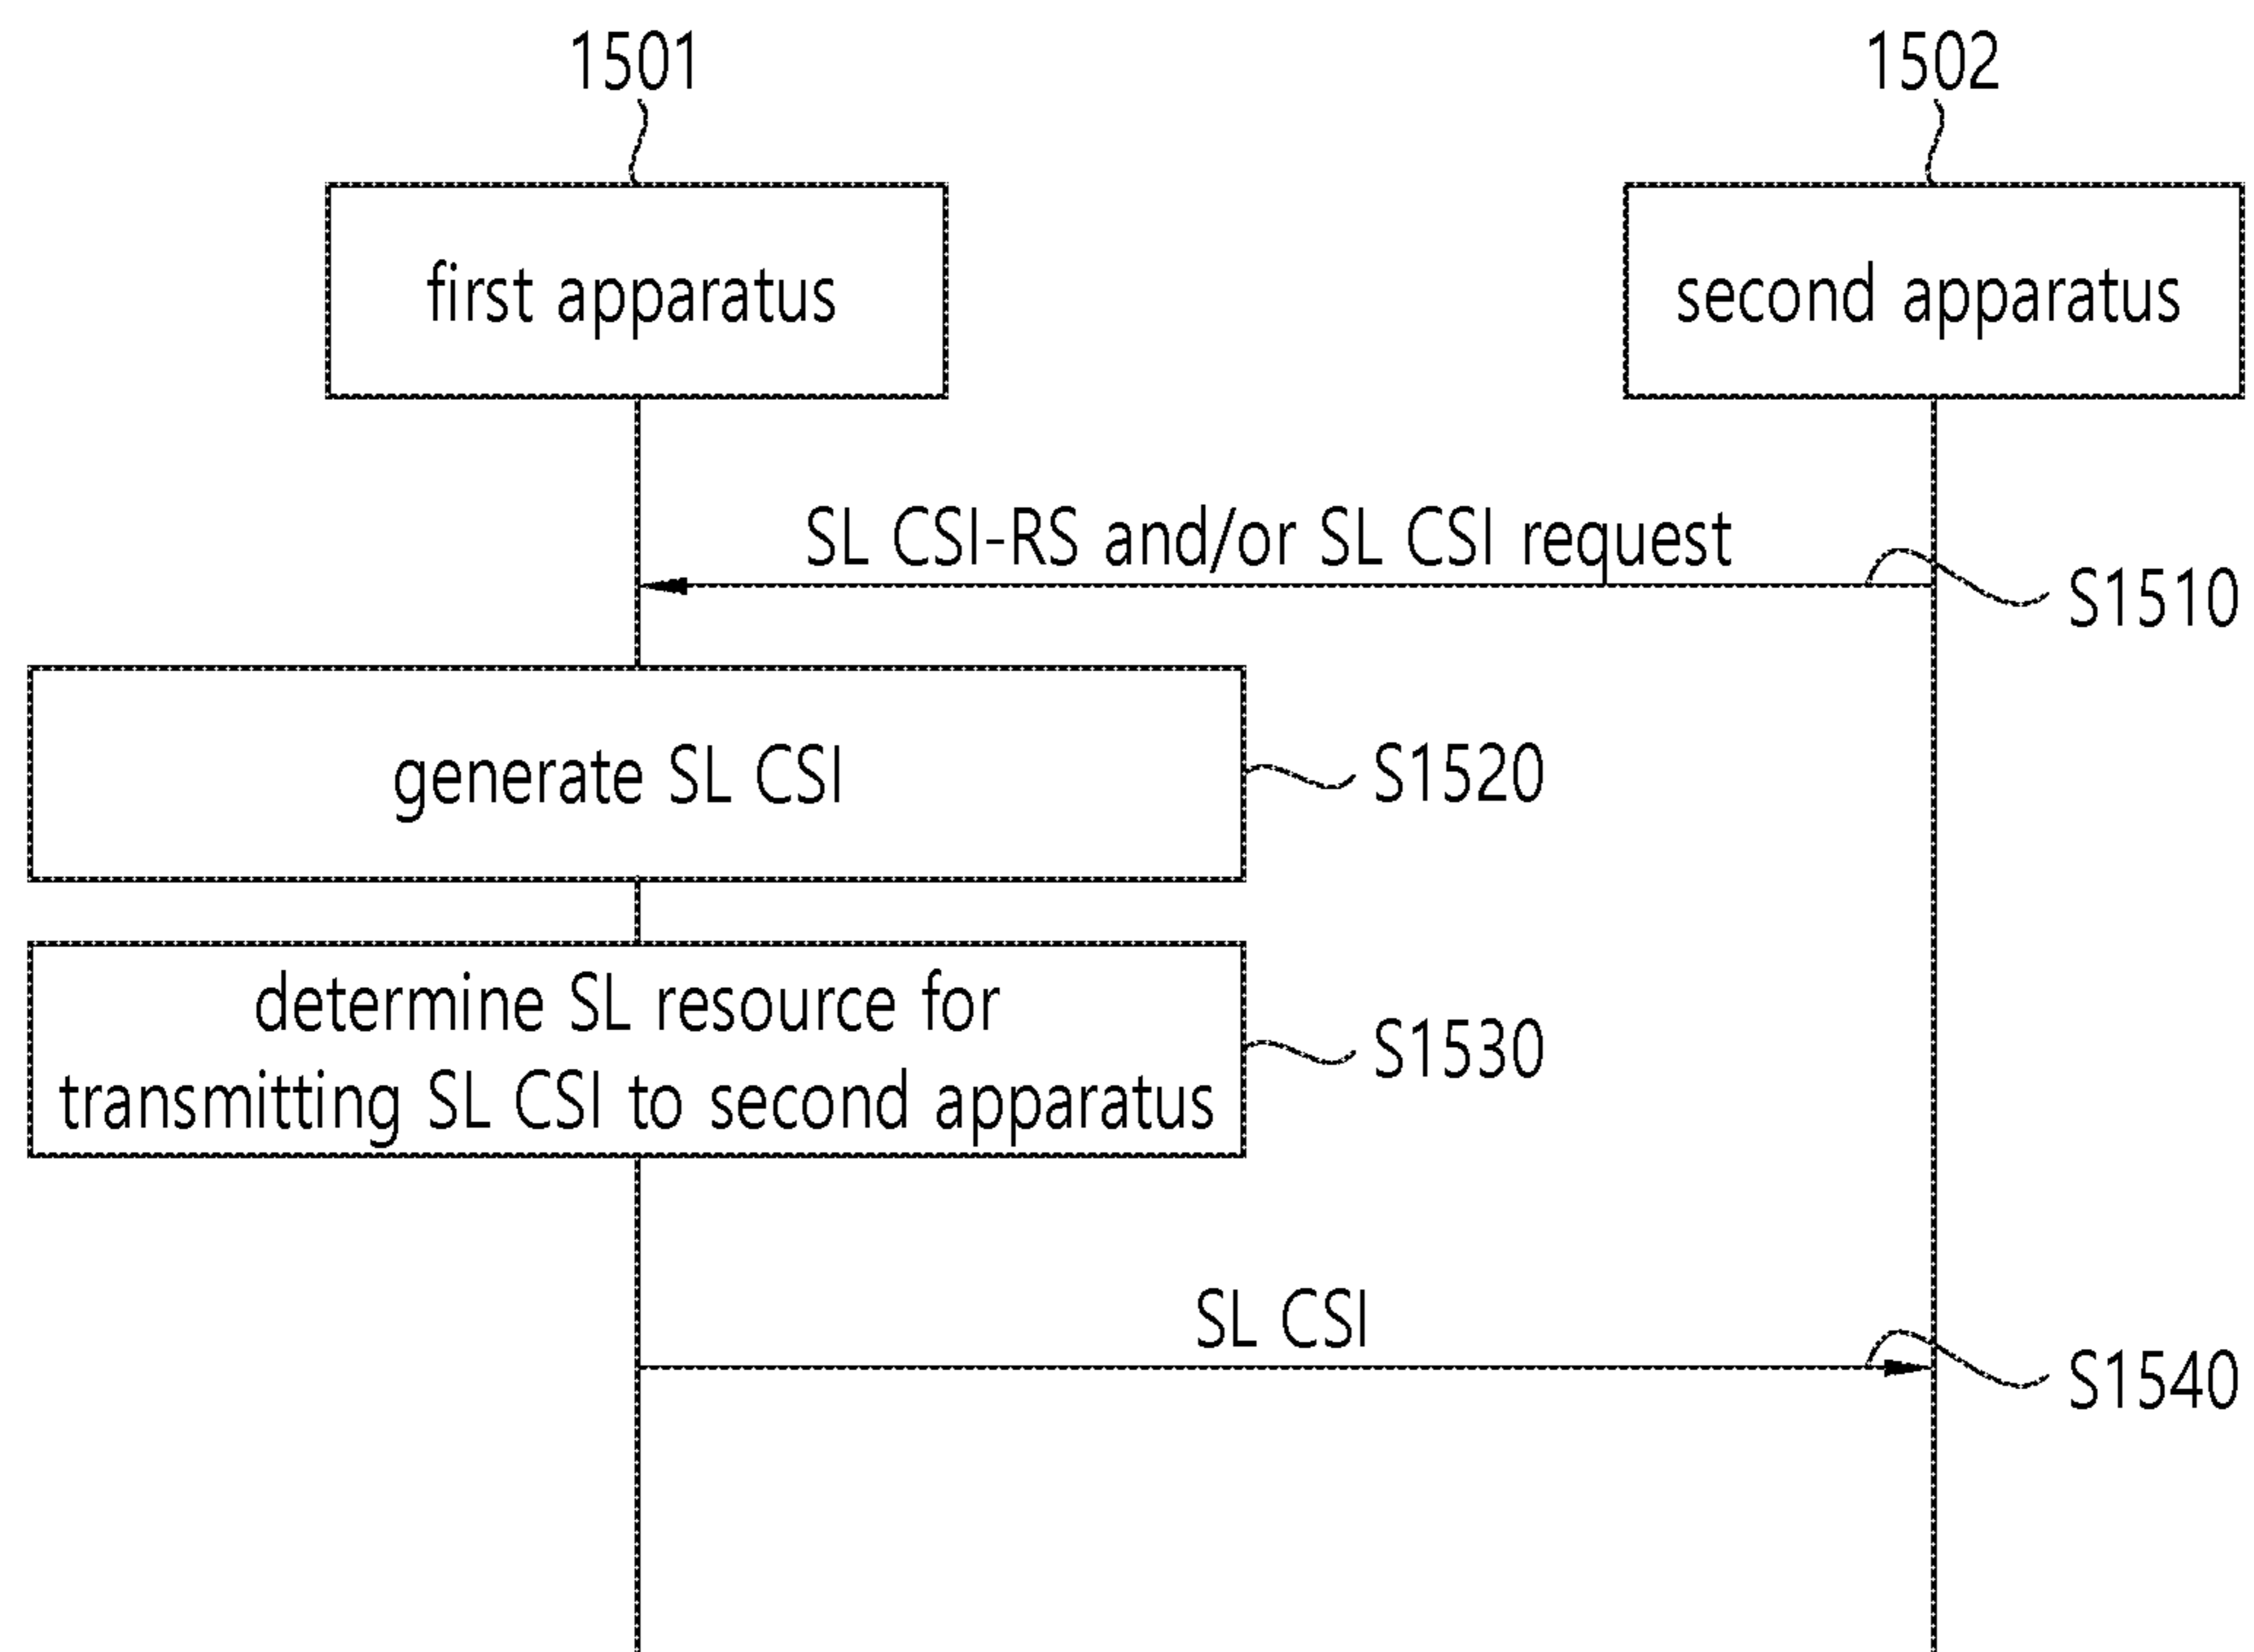 1501
1502
first apparatus
second apparatus
SL CSI-RS and/or SL CSI request
S1510
generate SL CSI
S1520
determine SL resource for
transmitting SL CSI to second apparatus
S1530
SL CSI
S1540